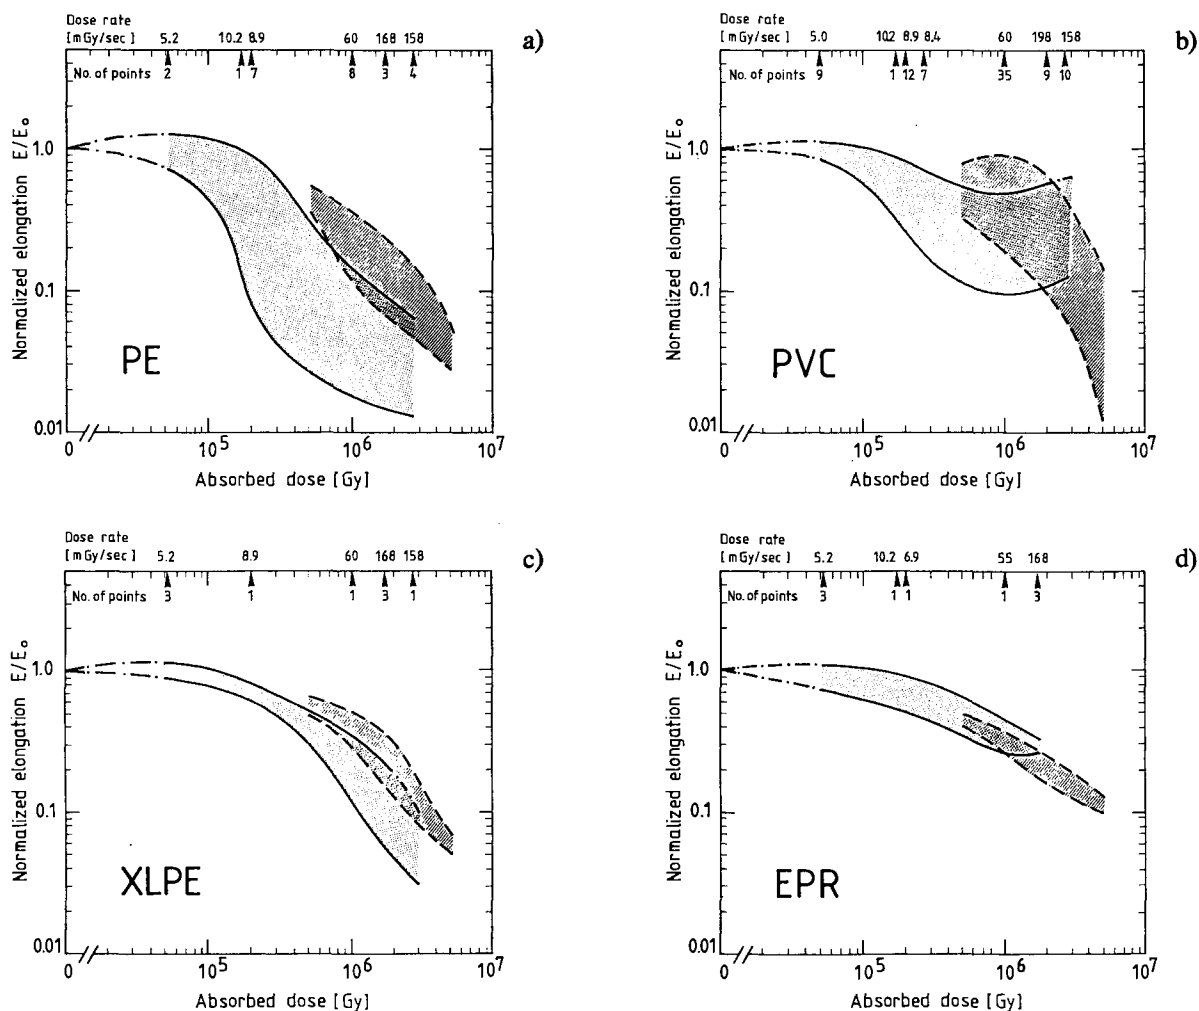 a)
Dose rate
[mGy/sec] 5.2 10.2 8.9 60 168 158
No. of points 2 1 7 8 3 4
Normalized elongation E/E₀
1.0
0.1
0.01
PE
0 10⁵ 10⁶ 10⁷
Absorbed dose [Gy]
b)
Dose rate
[mGy/sec] 5.0 10.2 8.9 8.4 60 198 158
No. of points 9 1 12 7 35 9 10
Normalized elongation E/E₀
1.0
0.1
0.01
PVC
0 10⁵ 10⁶ 10⁷
Absorbed dose [Gy]
c)
Dose rate
[mGy/sec] 5.2 8.9 60 168 158
No. of points 3 1 1 3 1
Normalized elongation E/E₀
1.0
0.1
0.01
XLPE
0 10⁵ 10⁶ 10⁷
Absorbed dose [Gy]
d)
Dose rate
[mGy/sec] 5.2 10.2 6.9 55 168
No. of points 3 1 1 1 3
Normalized elongation E/E₀
1.0
0.1
0.01
EPR
0 10⁵ 10⁶ 10⁷
Absorbed dose [Gy]